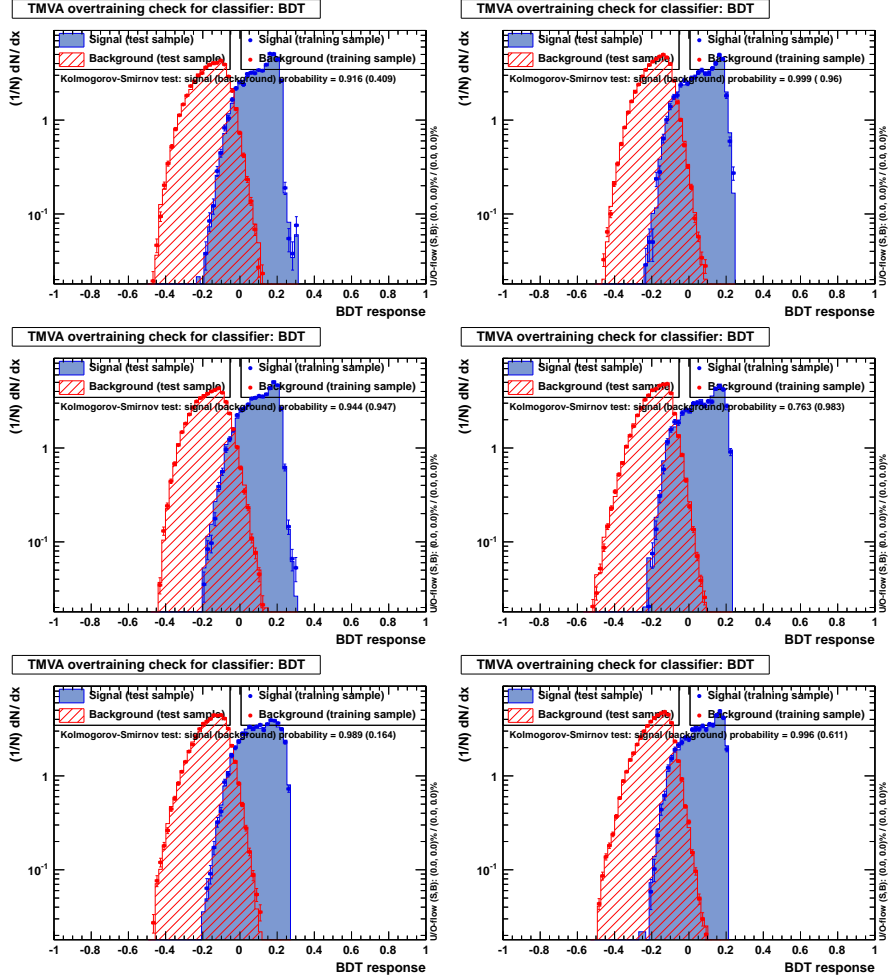 TMVA overtraining check for classifier: BDT
Signal (test sample)
Background (test sample)
Signal (training sample)
Background (training sample)
Kolmogorov-Smirnov test: signal (background) probability = 0.916 (0.409)
(1/N) dN / dx
1
10-1
-1 -0.8 -0.6 -0.4 -0.2 0 0.2 0.4 0.6 0.8 1
BDT response
U/O-flow (S,B): (0.0, 0.0)% / (0.0, 0.0)%
TMVA overtraining check for classifier: BDT
Signal (test sample)
Background (test sample)
Signal (training sample)
Background (training sample)
Kolmogorov-Smirnov test: signal (background) probability = 0.999 ( 0.96)
(1/N) dN / dx
1
10-1
-1 -0.8 -0.6 -0.4 -0.2 0 0.2 0.4 0.6 0.8 1
BDT response
U/O-flow (S,B): (0.0, 0.0)% / (0.0, 0.0)%
TMVA overtraining check for classifier: BDT
Signal (test sample)
Background (test sample)
Signal (training sample)
Background (training sample)
Kolmogorov-Smirnov test: signal (background) probability = 0.944 (0.947)
(1/N) dN / dx
1
10-1
-1 -0.8 -0.6 -0.4 -0.2 0 0.2 0.4 0.6 0.8 1
BDT response
U/O-flow (S,B): (0.0, 0.0)% / (0.0, 0.0)%
TMVA overtraining check for classifier: BDT
Signal (test sample)
Background (test sample)
Signal (training sample)
Background (training sample)
Kolmogorov-Smirnov test: signal (background) probability = 0.763 (0.983)
(1/N) dN / dx
1
10-1
-1 -0.8 -0.6 -0.4 -0.2 0 0.2 0.4 0.6 0.8 1
BDT response
U/O-flow (S,B): (0.0, 0.0)% / (0.0, 0.0)%
TMVA overtraining check for classifier: BDT
Signal (test sample)
Background (test sample)
Signal (training sample)
Background (training sample)
Kolmogorov-Smirnov test: signal (background) probability = 0.989 (0.164)
(1/N) dN / dx
1
10-1
-1 -0.8 -0.6 -0.4 -0.2 0 0.2 0.4 0.6 0.8 1
BDT response
U/O-flow (S,B): (0.0, 0.0)% / (0.0, 0.0)%
TMVA overtraining check for classifier: BDT
Signal (test sample)
Background (test sample)
Signal (training sample)
Background (training sample)
Kolmogorov-Smirnov test: signal (background) probability = 0.996 (0.611)
(1/N) dN / dx
1
10-1
-1 -0.8 -0.6 -0.4 -0.2 0 0.2 0.4 0.6 0.8 1
BDT response
U/O-flow (S,B): (0.0, 0.0)% / (0.0, 0.0)%